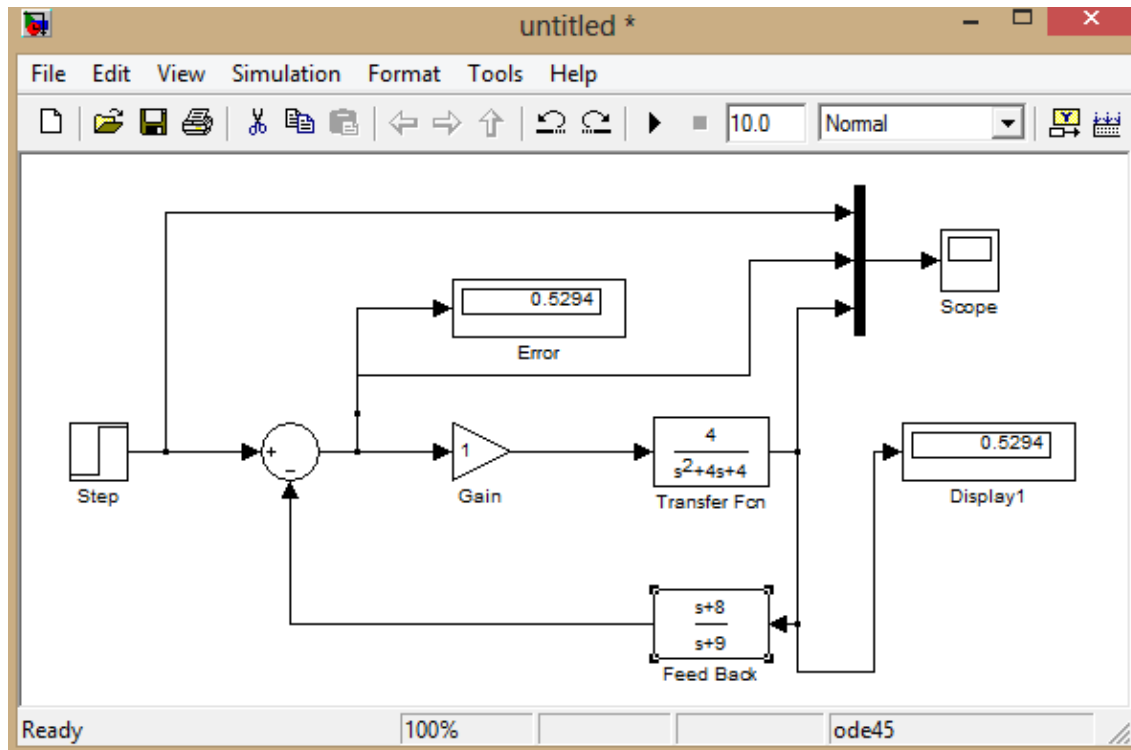 untitled *
File Edit View Simulation Format Tools Help
10.0 Normal
Scope
0.5294
Error
Step
+
−
1
Gain
4
s2+4s+4
Transfer Fcn
0.5294
Display1
s+8
s+9
Feed Back
Ready 100% ode45